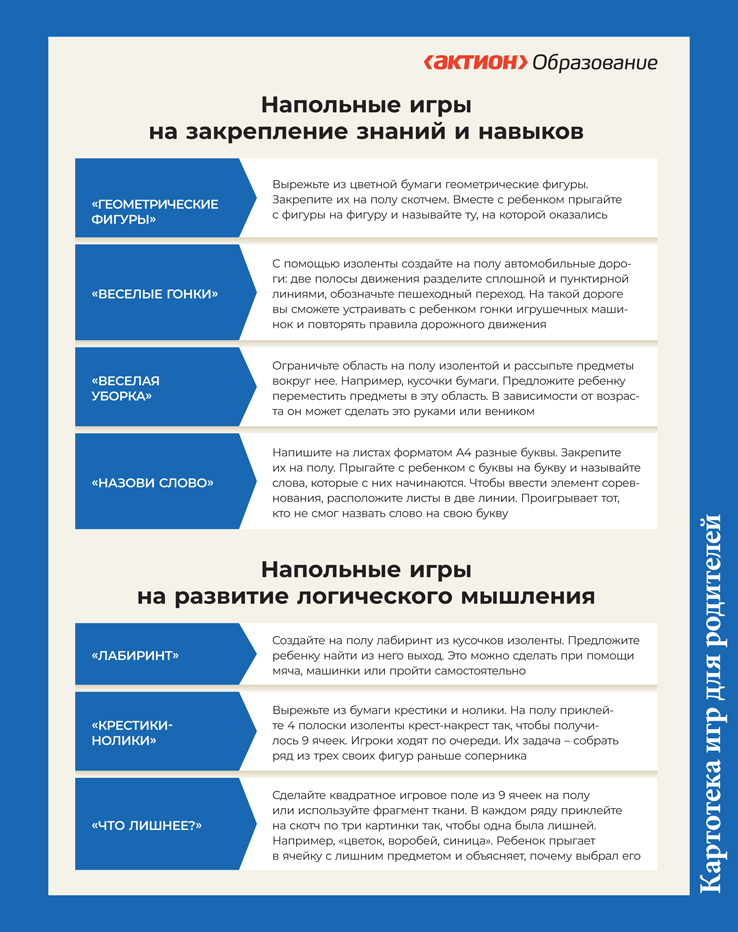 ‹АКТИОН› Образование
Напольные игры
на закрепление знаний и навыков
«ГЕОМЕТРИЧЕСКИЕ
ФИГУРЫ»
Вырежьте из цветной бумаги геометрические фигуры.
Закрепите их на полу скотчем. Вместе с ребенком прыгайте
с фигуры на фигуру и называйте ту, на которой оказались
«ВЕСЕЛЫЕ ГОНКИ»
С помощью изоленты создайте на полу автомобильные доро-
ги: две полосы движения разделите сплошной и пунктирной
линиями, обозначьте пешеходный переход. На такой дороге
вы сможете устраивать с ребенком гонки игрушечных маши-
нок и повторять правила дорожного движения
«ВЕСЕЛАЯ
УБОРКА»
Ограничьте область на полу изолентой и рассыпьте предметы
вокруг нее. Например, кусочки бумаги. Предложите ребенку
переместить предметы в эту область. В зависимости от возрас-
та он может сделать это руками или веником
«НАЗОВИ СЛОВО»
Напишите на листах форматом А4 разные буквы. Закрепите
их на полу. Прыгайте с ребенком с буквы на букву и называйте
слова, которые с них начинаются. Чтобы ввести элемент сорев-
нования, расположите листы в две линии. Проигрывает тот,
кто не смог назвать слово на свою букву
Напольные игры
на развитие логического мышления
«ЛАБИРИНТ»
Создайте на полу лабиринт из кусочков изоленты. Предложите
ребенку найти из него выход. Это можно сделать при помощи
мяча, машинки или пройти самостоятельно
«КРЕСТИКИ-
НОЛИКИ»
Вырежьте из бумаги крестики и нолики. На полу приклей-
те 4 полоски изоленты крест-накрест так, чтобы получи-
лось 9 ячеек. Игроки ходят по очереди. Их задача – собрать
ряд из трех своих фигур раньше соперника
«ЧТО ЛИШНЕЕ?»
Сделайте квадратное игровое поле из 9 ячеек на полу
или используйте фрагмент ткани. В каждом ряду приклейте
на скотч по три картинки так, чтобы одна была лишней.
Например, «цветок, воробей, синица». Ребенок прыгает
в ячейку с лишним предметом и объясняет, почему выбрал его
Картотека игр для родителей